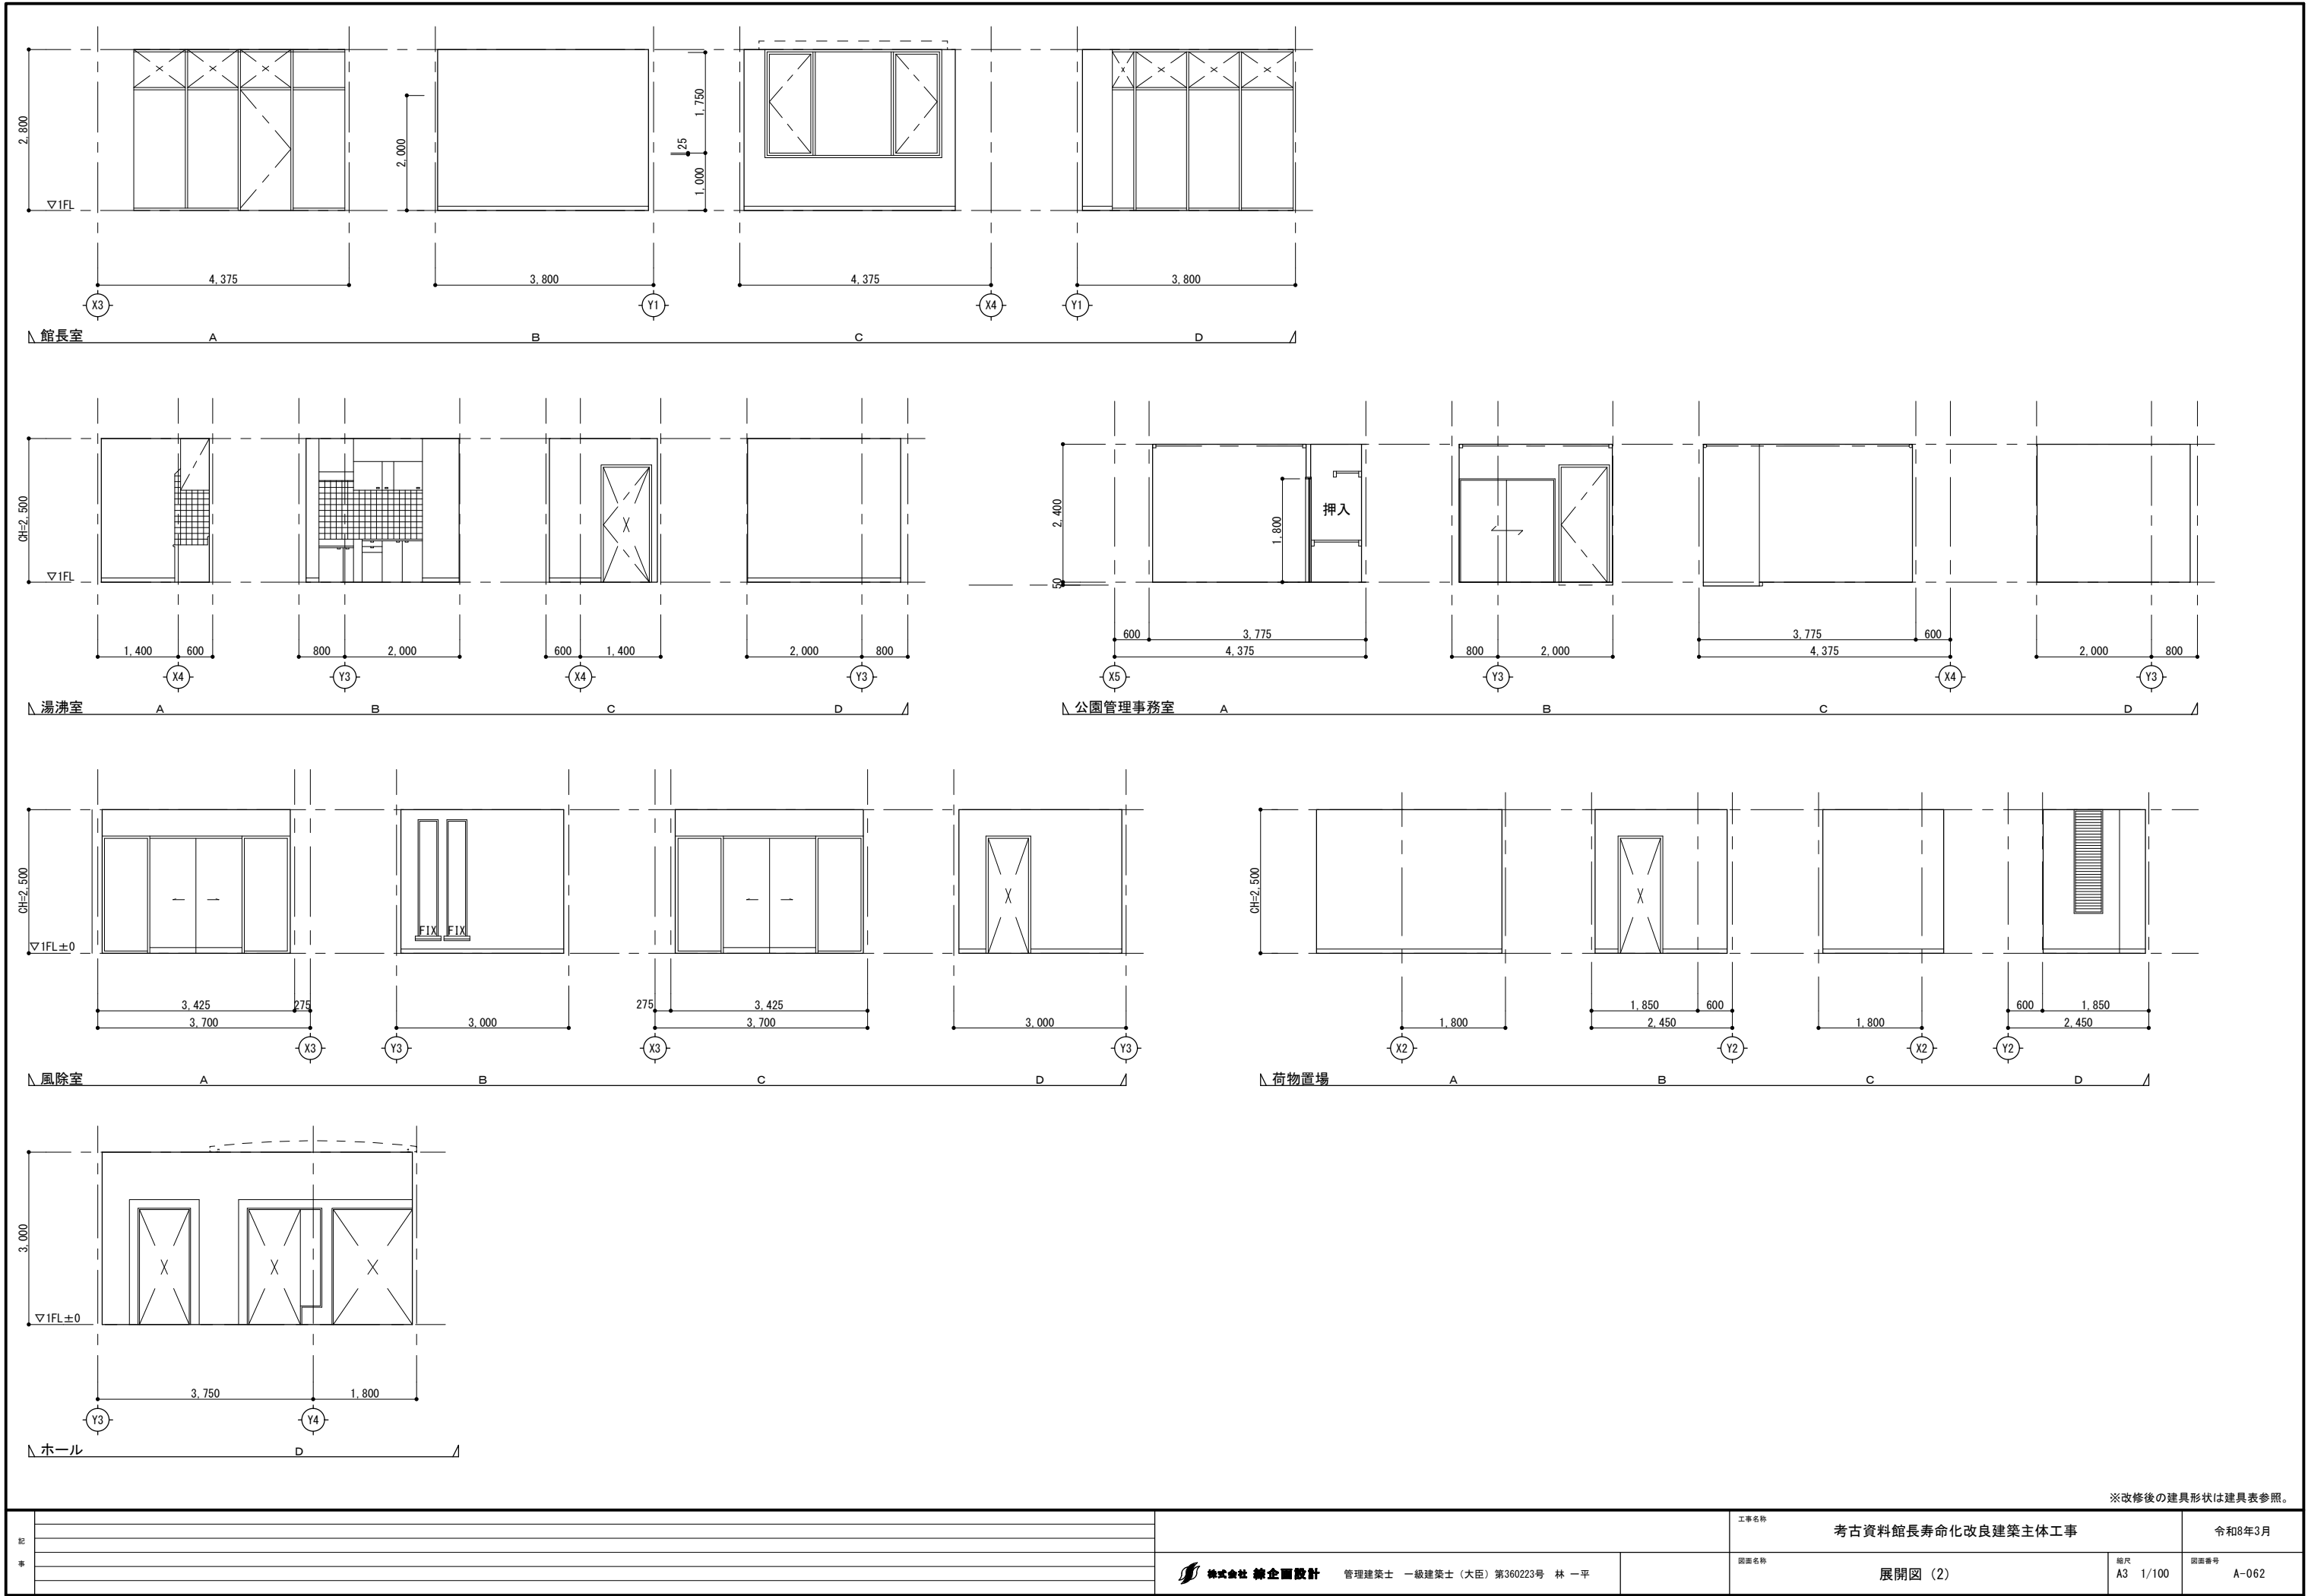 2,800
▽1FL
2,000
1,750
25
1,000
4,375
3,800
4,375
3,800
X3
Y1
X4
Y1
館長室 A B C D
CH=2,500
▽1FL
1,400 600
800 2,000
600 1,400
2,000 800
X4
Y3
X4
Y3
湯沸室 A B C D
2,400
50
1,800
押入
600 3,775
4,375
800 2,000
3,775 600
4,375
2,000 800
X5
Y3
X4
Y3
公園管理事務室 A B C D
CH=2,500
▽1FL±0
FIX FIX
3,425 275
3,700
3,000
275 3,425
3,700
3,000
X3
Y3
X3
Y3
風除室 A B C D
CH=2,500
1,800
1,850 600
2,450
1,800
600 1,850
2,450
X2
Y2
X2
Y2
荷物置場 A B C D
3,000
▽1FL±0
3,750 1,800
Y3
Y4
ホール D
※改修後の建具形状は建具表参照。
記
事
工事名称
考古資料館長寿命化改良建築主体工事
令和8年3月
株式会社 企画設計
管理建築士 一級建築士（大臣）第360223号 林 一平
図面名称
展開図（2）
縮尺
A3 1/100
図面番号
A-062